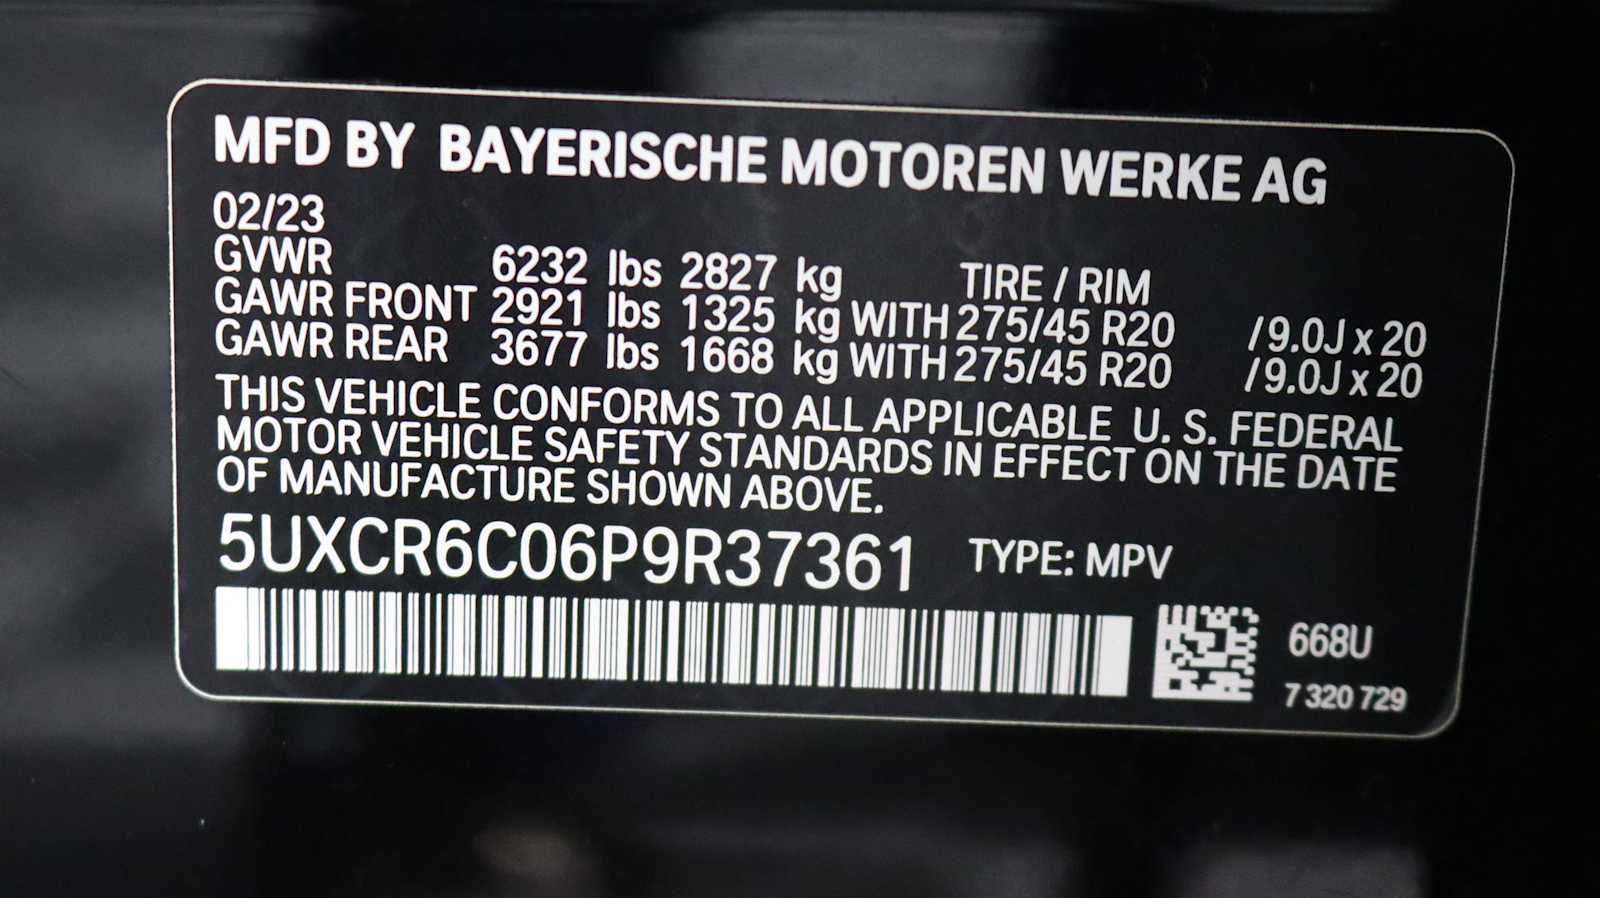 MFD BY BAYERISCHE MOTOREN WERKE AG
02/23
GVWR 6232 lbs 2827 kg TIRE / RIM
GAWR FRONT 2921 lbs 1325 kg WITH 275/45 R20 /9.0J x 20
GAWR REAR 3677 lbs 1668 kg WITH 275/45 R20 /9.0J x 20
THIS VEHICLE CONFORMS TO ALL APPLICABLE U. S. FEDERAL
MOTOR VEHICLE SAFETY STANDARDS IN EFFECT ON THE DATE
OF MANUFACTURE SHOWN ABOVE.
5UXCR6C06P9R37361 TYPE: MPV
668U
7 320 729